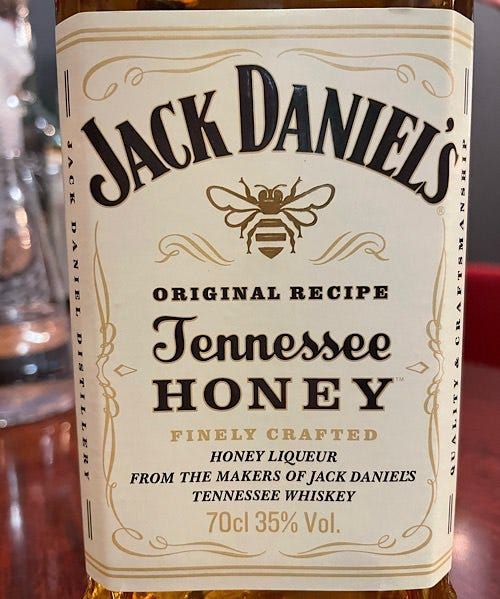 JACK DANIEL'S
®
ORIGINAL RECIPE
Tennessee
HONEY™
FINELY CRAFTED
HONEY LIQUEUR
FROM THE MAKERS OF JACK DANIEL'S
TENNESSEE WHISKEY
70cl 35% Vol.
JACK DANIEL DISTILLERY
QUALITY & CRAFTSMANSHIP